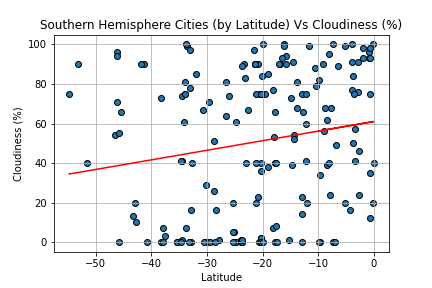 Southern Hemisphere Cities (by Latitude) Vs Cloudiness (%)
100
80
60
40
20
0
Cloudiness (%)
−50 −40 −30 −20 −10 0
Latitude